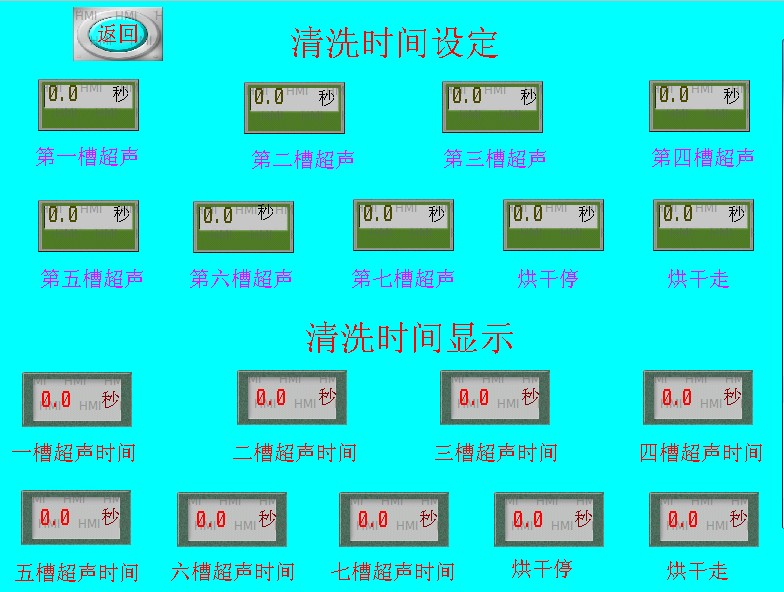 返回
清洗时间设定
0.0 秒 0.0 秒 0.0 秒 0.0 秒
第一槽超声 第二槽超声 第三槽超声 第四槽超声
0.0 秒 0.0 秒 0.0 秒 0.0 秒 0.0 秒
第五槽超声 第六槽超声 第七槽超声 烘干停 烘干走
清洗时间显示
0.0 秒 0.0 秒 0.0 秒 0.0 秒
一槽超声时间 二槽超声时间 三槽超声时间 四槽超声时间
0.0 秒 0.0 秒 0.0 秒 0.0 秒 0.0 秒
五槽超声时间 六槽超声时间 七槽超声时间 烘干停 烘干走